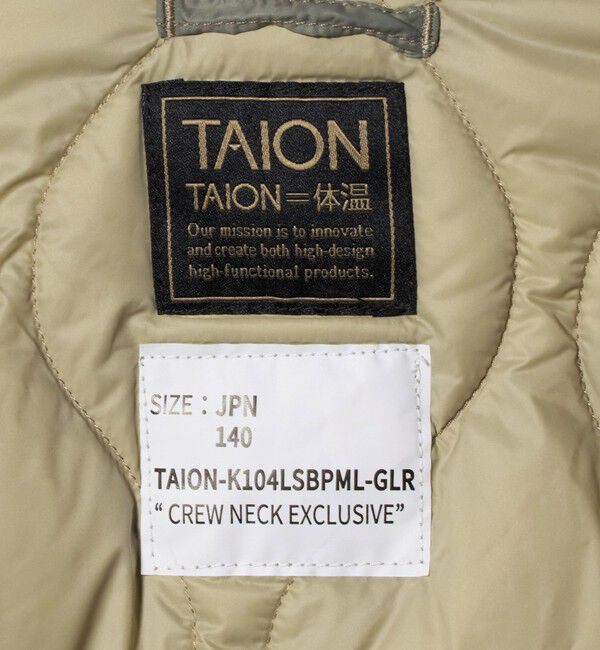 TAION
TAION=体温
Our mission is to innovate
and create both high-design
high-functional products.
SIZE : JPN
140
TAION-K104LSBPML-GLR
“ CREW NECK EXCLUSIVE”